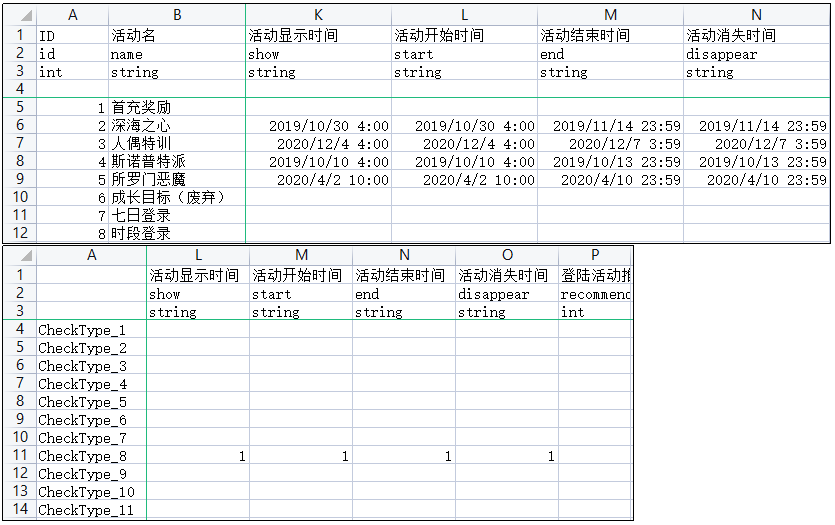 A B K L M N
1 ID 活动名 活动显示时间 活动开始时间 活动结束时间 活动消失时间
2 id name show start end disappear
3 int string string string string string
4
5 1 首充奖励
6 2 深海之心 2019/10/30 4:00 2019/10/30 4:00 2019/11/14 23:59 2019/11/14 23:59
7 3 人偶特训 2020/12/4 4:00 2020/12/4 4:00 2020/12/7 3:59 2020/12/7 3:59
8 4 斯诺普特派 2019/10/10 4:00 2019/10/10 4:00 2019/10/13 23:59 2019/10/13 23:59
9 5 所罗门恶魔 2020/4/2 10:00 2020/4/2 10:00 2020/4/10 23:59 2020/4/10 23:59
10 6 成长目标（废弃）
11 7 七日登录
12 8 时段登录
A L M N O P
1 活动显示时间 活动开始时间 活动结束时间 活动消失时间 登陆活动推
2 show start end disappear recommend
3 string string string string int
4 CheckType_1
5 CheckType_2
6 CheckType_3
7 CheckType_4
8 CheckType_5
9 CheckType_6
10 CheckType_7
11 CheckType_8 1 1 1 1
12 CheckType_9
13 CheckType_10
14 CheckType_11